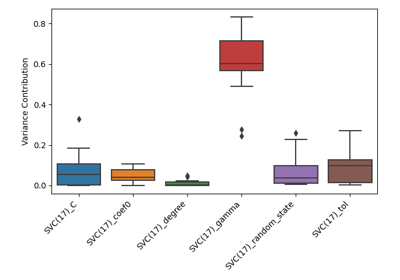 0.8
0.6
0.4
0.2
0.0
Variance Contribution
SVC(17)_C
SVC(17)_coef0
SVC(17)_degree
SVC(17)_gamma
SVC(17)_random_state
SVC(17)_tol